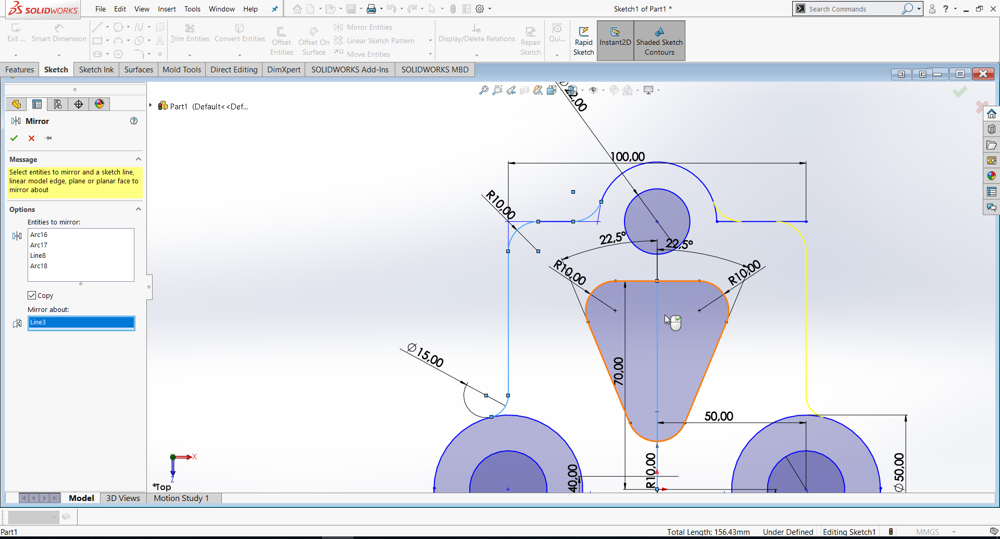 SOLIDWORKS
File Edit View Insert Tools Window Help
Sketch1 of Part1 *
Search Commands
Exit ...
Smart Dimension
Trim Entities
Convert Entities
Offset Entities
Offset On Surface
Mirror Entities
Linear Sketch Pattern
Move Entities
Display/Delete Relations
Repair Sketch
Qui...
Rapid Sketch
Instant2D
Shaded Sketch Contours
Features Sketch Sketch Ink Surfaces Mold Tools Direct Editing DimXpert SOLIDWORKS Add-Ins SOLIDWORKS MBD
Part1 (Default<<Def...
Mirror
Message
Select entities to mirror and a sketch line,
linear model edge, plane or planar face to
mirror about
Options
Entities to mirror:
Arc16
Arc17
Line8
Arc18
Copy
Mirror about:
Line3
∅22,00
100,00
R10,00
22,5°
22,5°
R10,00
R10,00
∅15,00
70,00
50,00
R10,00
40,00
∅50,00
X
Z
*Top
Model 3D Views Motion Study 1
Part1
Total Length: 156.43mm Under Defined Editing Sketch1 MMGS